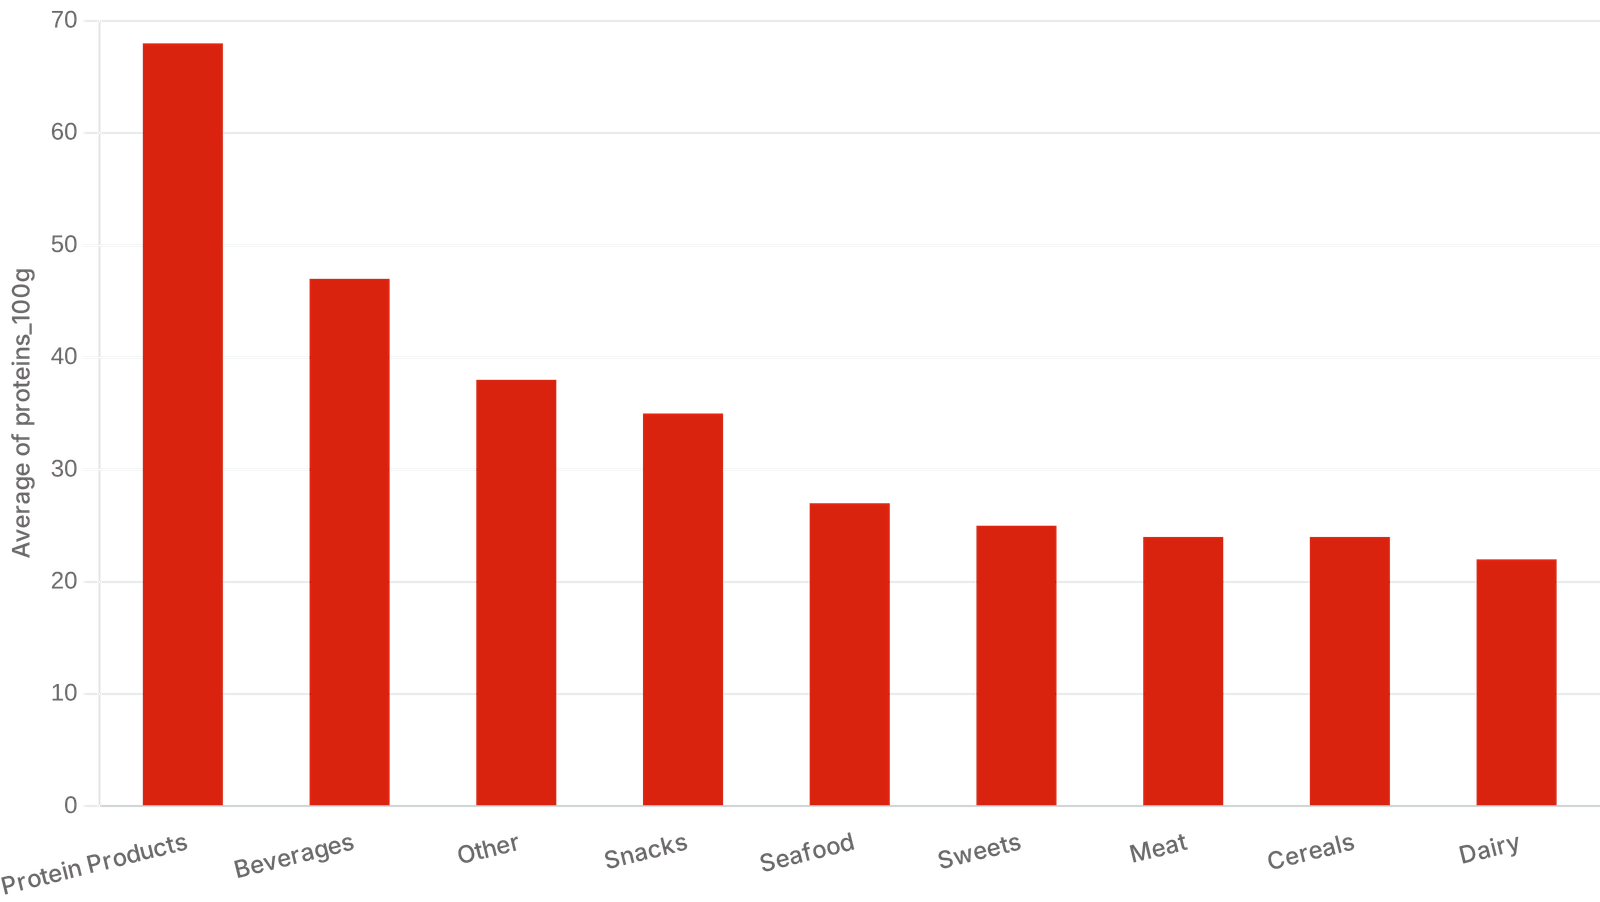 Average of proteins_100g
70
60
50
40
30
20
10
0
Protein Products
Beverages
Other
Snacks
Seafood
Sweets
Meat
Cereals
Dairy